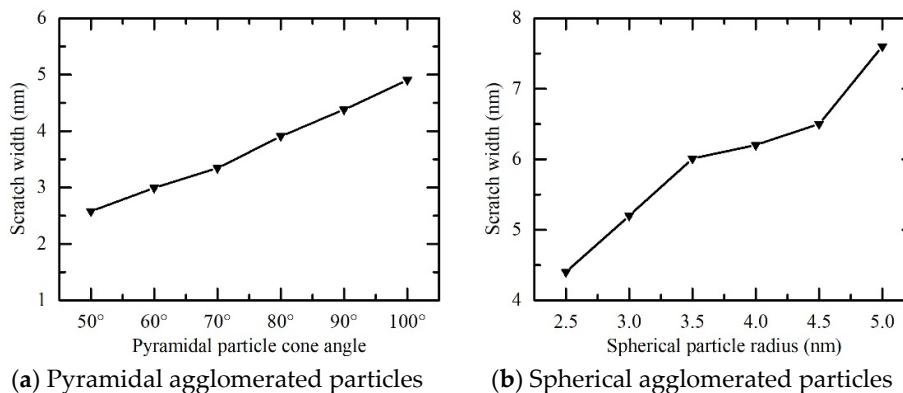 6
5
4
3
2
1
Scratch width (nm)
50° 60° 70° 80° 90° 100°
Pyramidal particle cone angle
(a) Pyramidal agglomerated particles
8
7
6
5
4
Scratch width (nm)
2.5 3.0 3.5 4.0 4.5 5.0
Spherical particle radius (nm)
(b) Spherical agglomerated particles